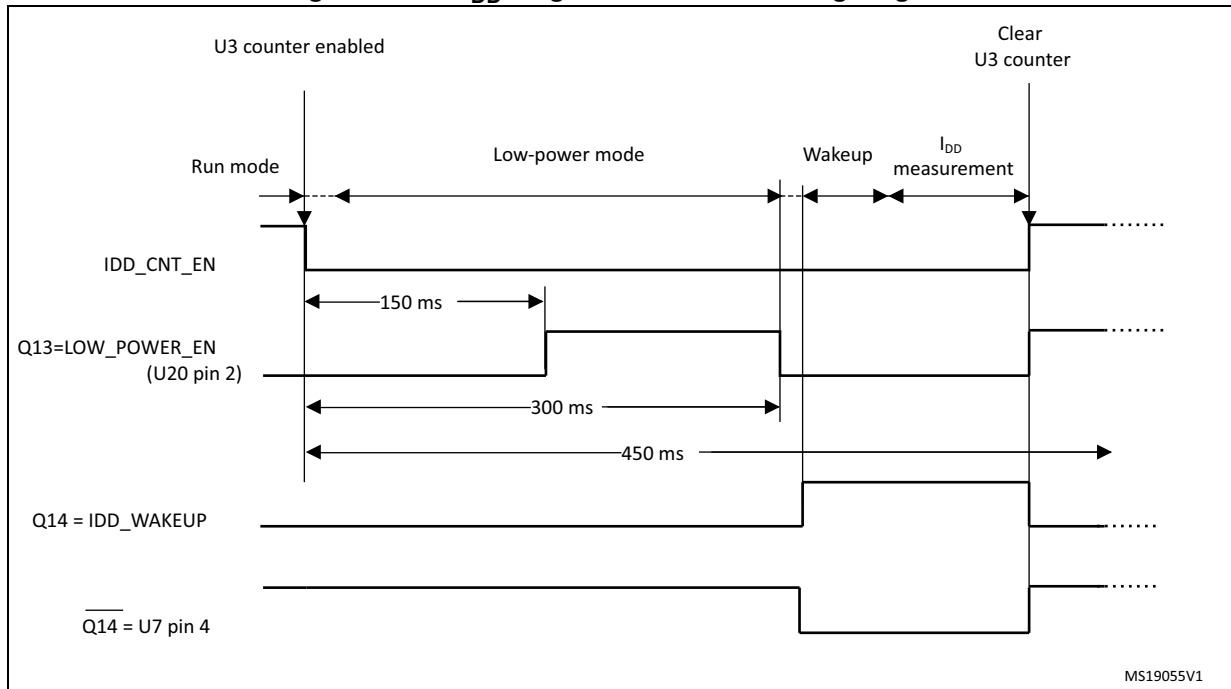 U3 counter enabled
Clear
U3 counter
Run mode
Low-power mode
Wakeup
IDD
measurement
IDD_CNT_EN
150 ms
Q13=LOW_POWER_EN
(U20 pin 2)
300 ms
450 ms
Q14 = IDD_WAKEUP
Q14 = U7 pin 4
MS19055V1